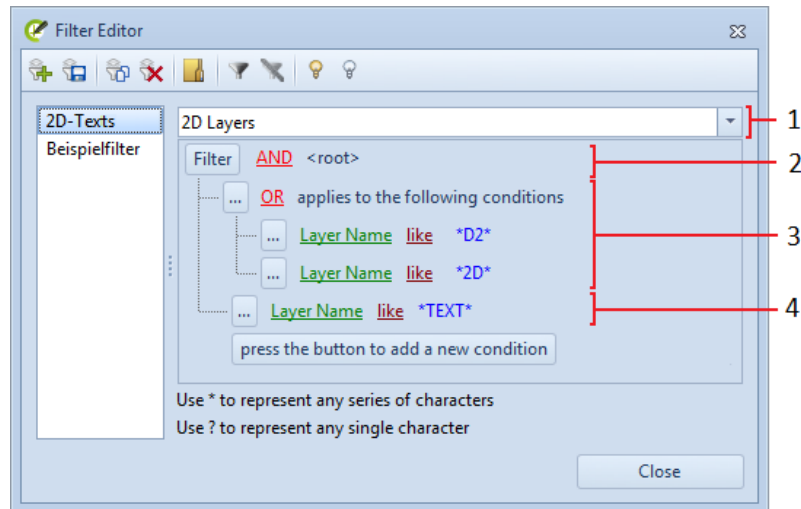 Filter Editor
2D-Texts
Beispielfilter
2D Layers
1
Filter AND <root>
2
... OR applies to the following conditions
... Layer Name like *D2*
3
... Layer Name like *2D*
... Layer Name like *TEXT*
4
press the button to add a new condition
Use * to represent any series of characters
Use ? to represent any single character
Close